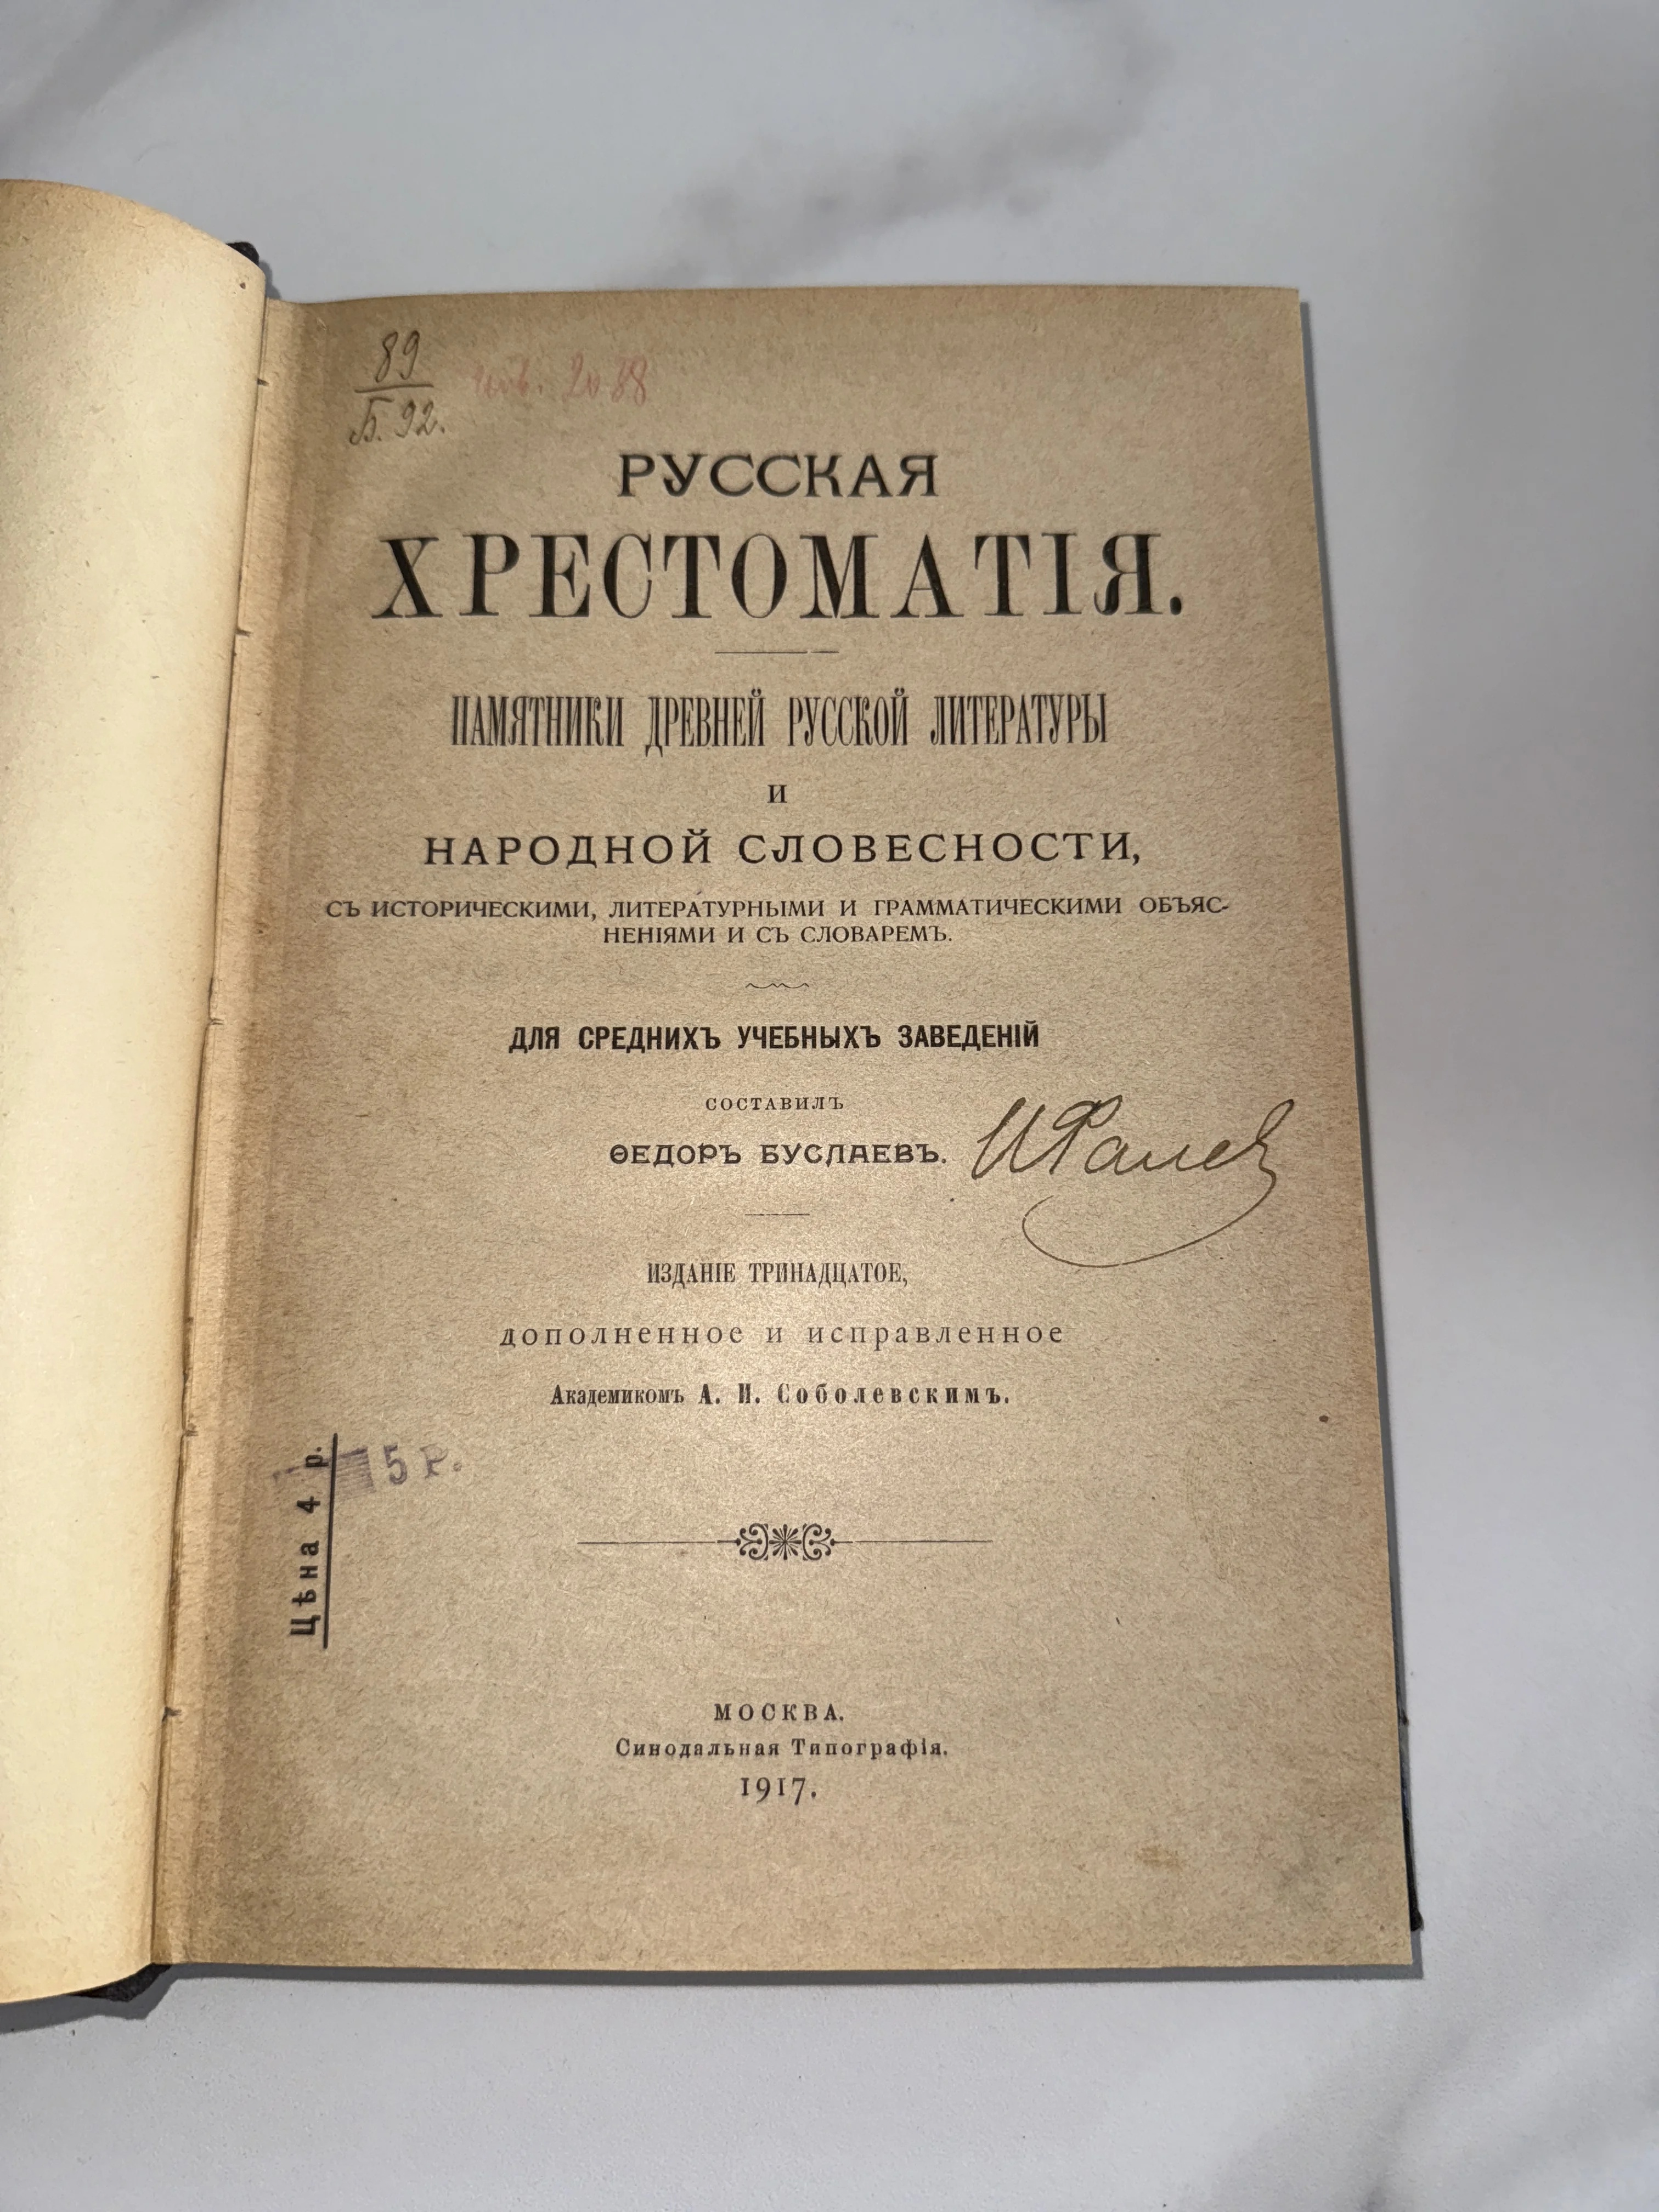 89
Б. 92.
инв. 2088
РУССКАЯ
ХРЕСТОМАТІЯ.
ПАМЯТНИКИ ДРЕВНЕЙ РУССКОЙ ЛИТЕРАТУРЫ
И
НАРОДНОЙ СЛОВЕСНОСТИ,
СЪ ИСТОРИЧЕСКИМИ, ЛИТЕРАТУРНЫМИ И ГРАММАТИЧЕСКИМИ ОБЪЯС-
НЕНІЯМИ И СЪ СЛОВАРЕМЪ.
ДЛЯ СРЕДНИХЪ УЧЕБНЫХЪ ЗАВЕДЕНІЙ
СОСТАВИЛЪ
ѲЕДОРЪ БУСЛАЕВЪ.
ИЗДАНІЕ ТРИНАДЦАТОЕ,
дополненное и исправленное
Академикомъ А. И. Соболевскимъ.
Цѣна 4 р.
5 Р.
МОСКВА.
Синодальная Типографія.
1917.